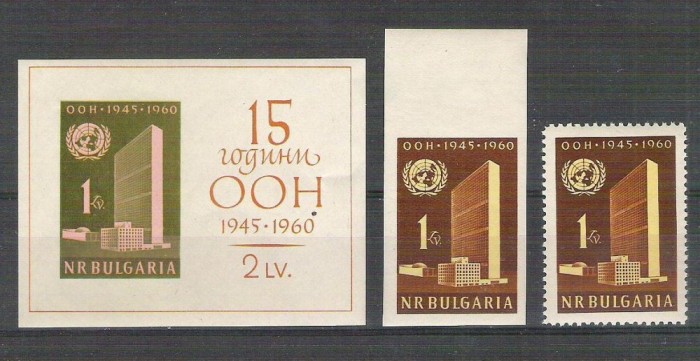 ООН · 1945 · 1960
1 Лв.
NR BULGARIA
15
години
ООН
1945 · 1960
2 LV.
ООН · 1945 · 1960
1 Лв.
NR BULGARIA
ООН · 1945 · 1960
1 Лв.
NR BULGARIA